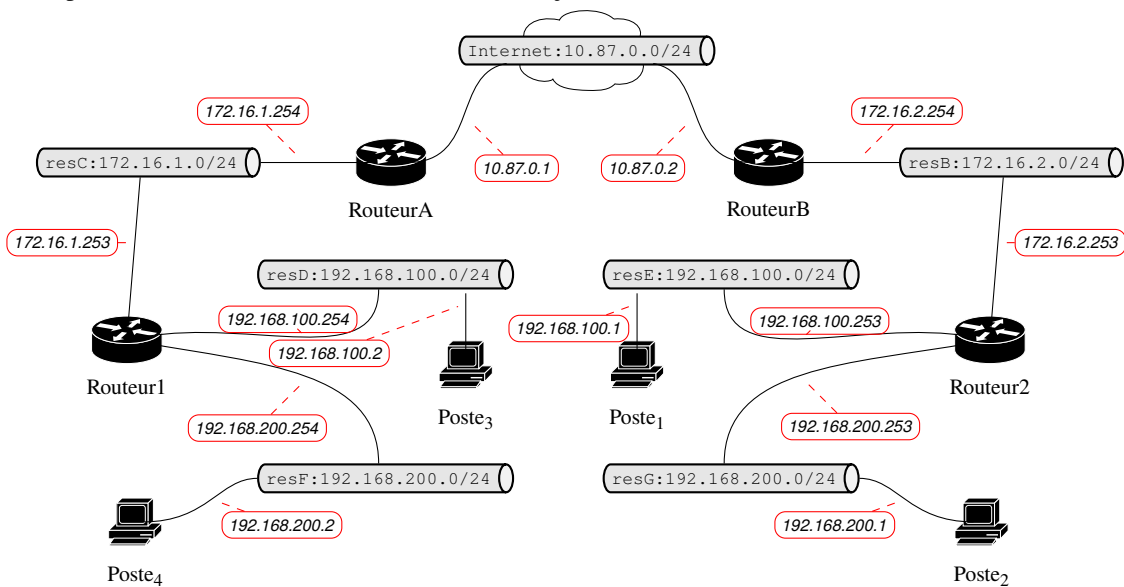 Internet:10.87.0.0/24
172.16.1.254
172.16.2.254
resC:172.16.1.0/24
10.87.0.1
10.87.0.2
resB:172.16.2.0/24
RouteurA
RouteurB
172.16.1.253
172.16.2.253
resD:192.168.100.0/24
resE:192.168.100.0/24
192.168.100.254
192.168.100.1
192.168.100.253
192.168.100.2
Routeur1
Routeur2
Poste3
Poste1
192.168.200.254
192.168.200.253
resF:192.168.200.0/24
resG:192.168.200.0/24
192.168.200.2
192.168.200.1
Poste4
Poste2